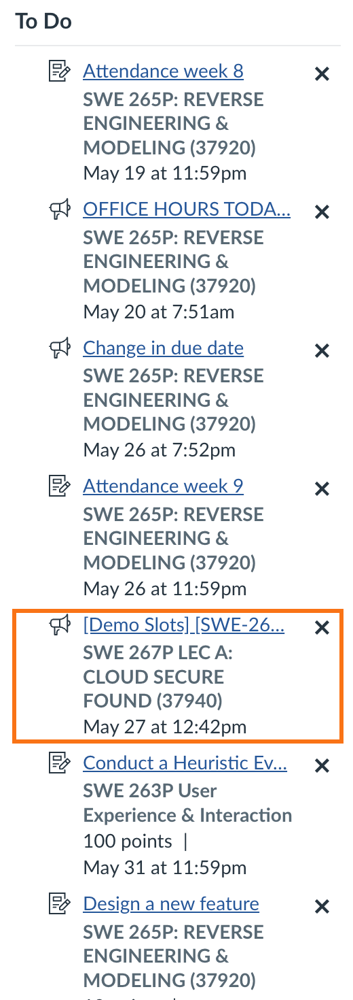 To Do
Attendance week 8
SWE 265P: REVERSE
ENGINEERING &
MODELING (37920)
May 19 at 11:59pm
OFFICE HOURS TODA...
SWE 265P: REVERSE
ENGINEERING &
MODELING (37920)
May 20 at 7:51am
Change in due date
SWE 265P: REVERSE
ENGINEERING &
MODELING (37920)
May 26 at 7:52pm
Attendance week 9
SWE 265P: REVERSE
ENGINEERING &
MODELING (37920)
May 26 at 11:59pm
[Demo Slots] [SWE-26...
SWE 267P LEC A:
CLOUD SECURE
FOUND (37940)
May 27 at 12:42pm
Conduct a Heuristic Ev...
SWE 263P User
Experience & Interaction
100 points |
May 31 at 11:59pm
Design a new feature
SWE 265P: REVERSE
ENGINEERING &
MODELING (37920)